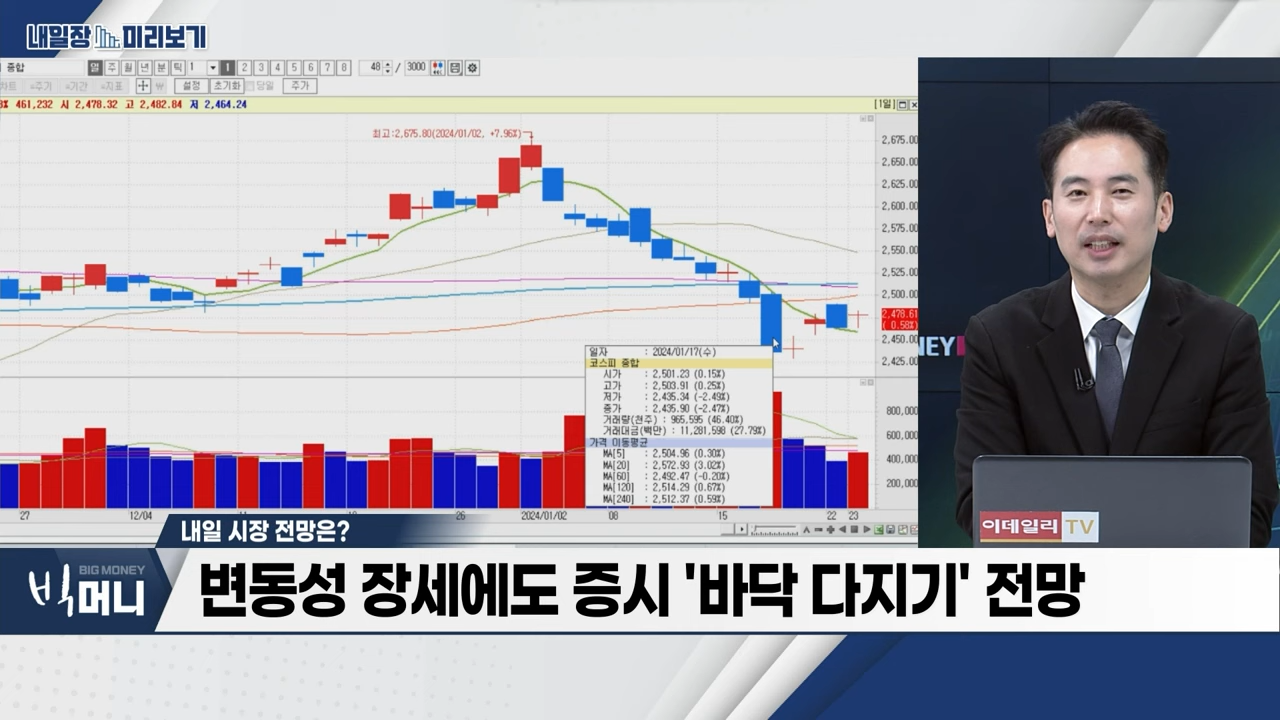 내일장 미리보기
종합 일 주 월 년 분 틱 1 1 2 3 4 5 6 7 8 48 / 3000
차트 주기 기간 지표 설정 초기화 당일 주가
461,232 시 2,478.32 고 2,482.84 저 2,464.24 [1일]
최고:2,675.80(2024/01/02, +7.96%)
2,675.00
2,650.00
2,625.00
2,600.00
2,575.00
2,550.00
2,525.00
2,500.00
2,478.61
( 0.58%)
2,450.00
2,425.00
일자 : 2024/01/17(수)
코스피 종합
시가 : 2,501.23 (0.15%)
고가 : 2,503.91 (0.25%)
저가 : 2,435.34 (-2.49%)
종가 : 2,435.90 (-2.47%)
거래량(천주) : 965,595 (46.40%)
거래대금(백만) : 11,281,598 (27.79%)
가격 이동평균
MA[5] : 2,504.96 (0.30%)
MA[20] : 2,572.93 (3.02%)
MA[60] : 2,492.47 (-0.20%)
MA[120] : 2,514.29 (0.67%)
MA[240] : 2,512.37 (0.59%)
800,000
600,000
400,000
200,000
27 12/04 11 18 26 2024/01/02 08 15 22 23
NEY
이데일리 TV
내일 시장 전망은?
BIG MONEY
빅머니
변동성 장세에도 증시 '바닥 다지기' 전망